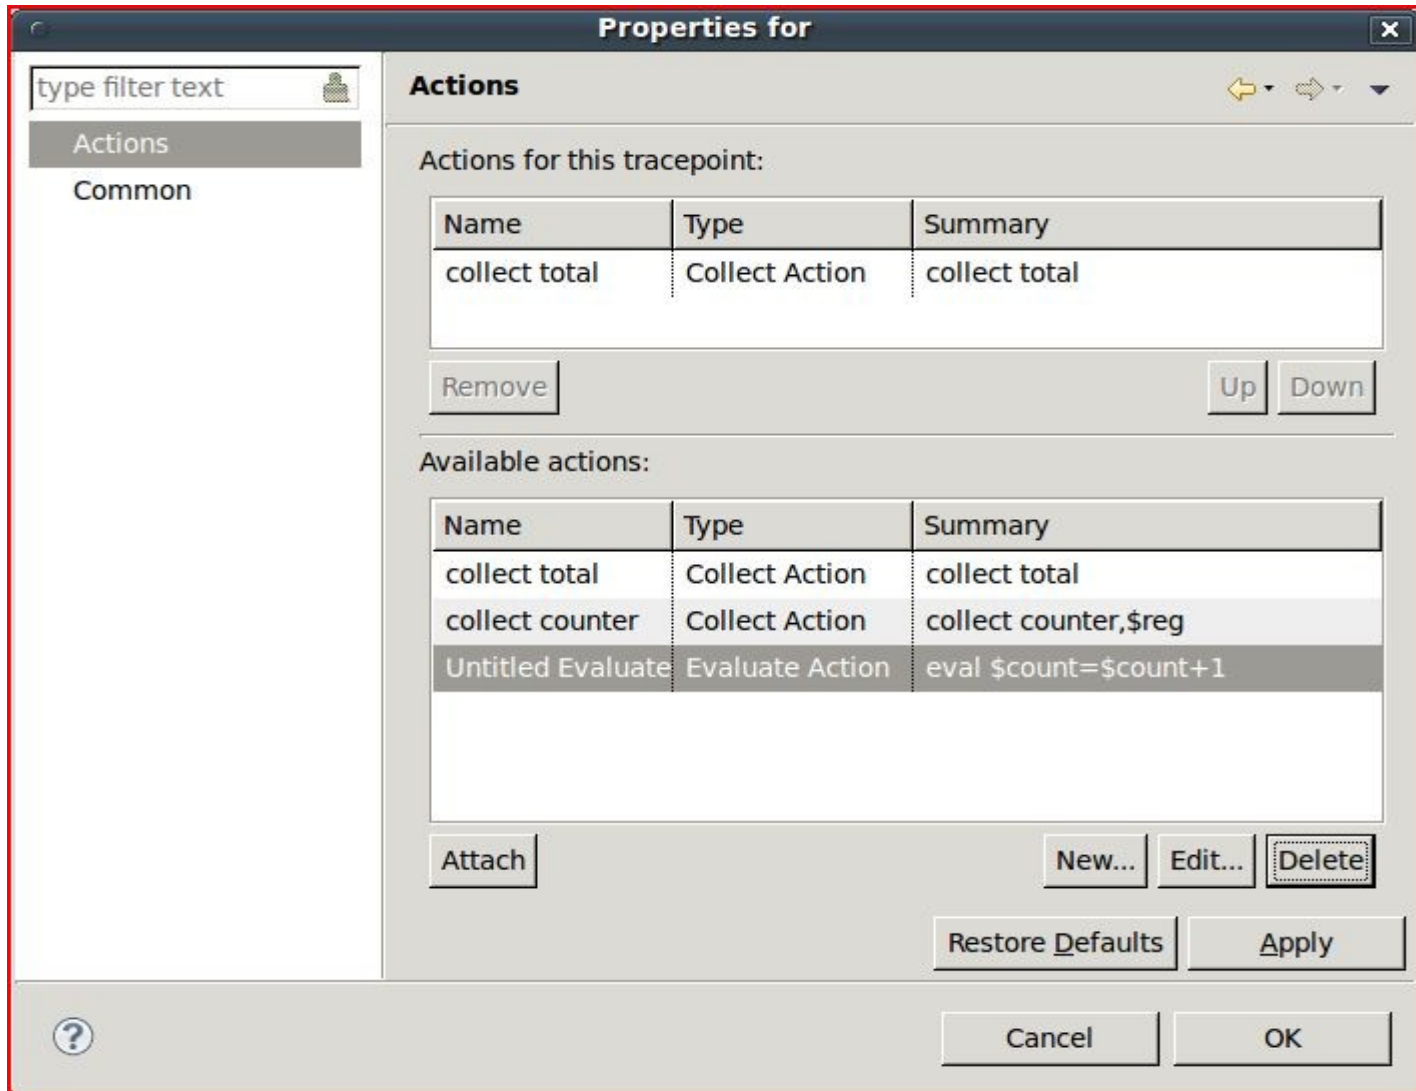 Properties for
type filter text
Actions
Common
Actions
Actions for this tracepoint:
Name Type Summary
collect total Collect Action collect total
Remove Up Down
Available actions:
Name Type Summary
collect total Collect Action collect total
collect counter Collect Action collect counter,$reg
Untitled Evaluate Evaluate Action eval $count=$count+1
Attach New... Edit... Delete
Restore Defaults Apply
? Cancel OK